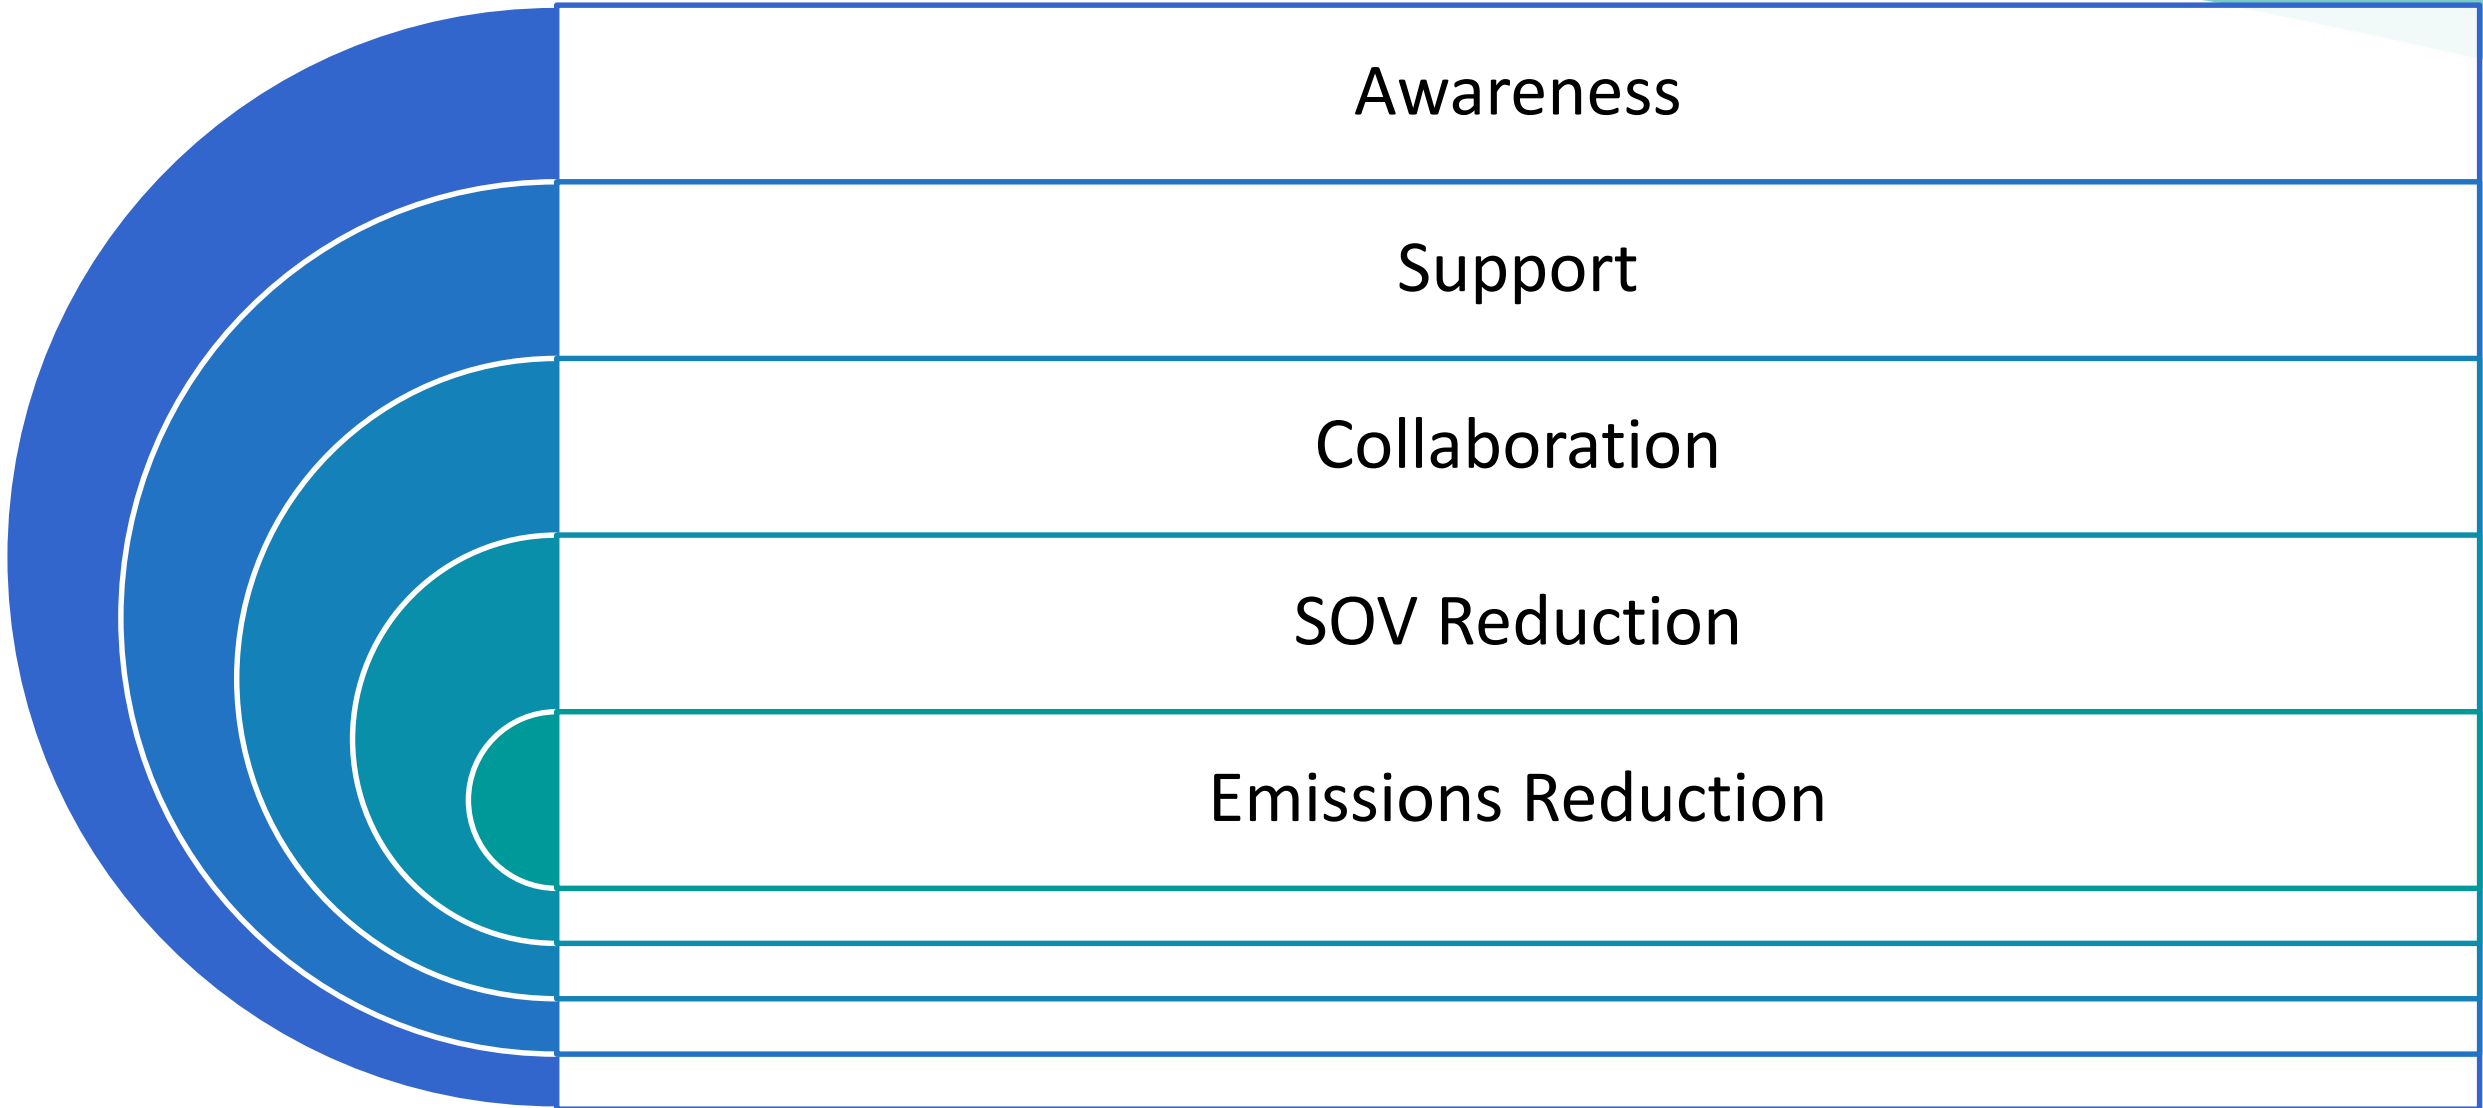 Awareness
Support
Collaboration
SOV Reduction
Emissions Reduction